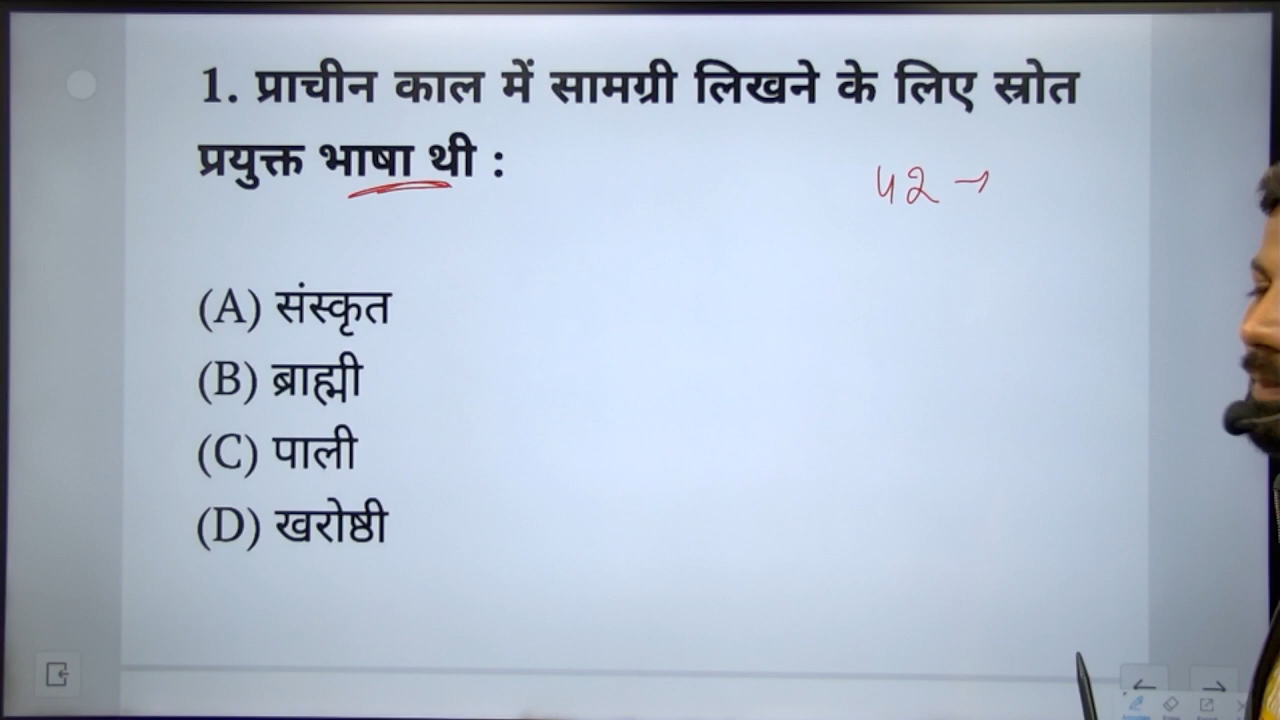 1. प्राचीन काल में सामग्री लिखने के लिए स्रोत
प्रयुक्त भाषा थी :
42 →
(A) संस्कृत
(B) ब्राह्मी
(C) पाली
(D) खरोष्ठी